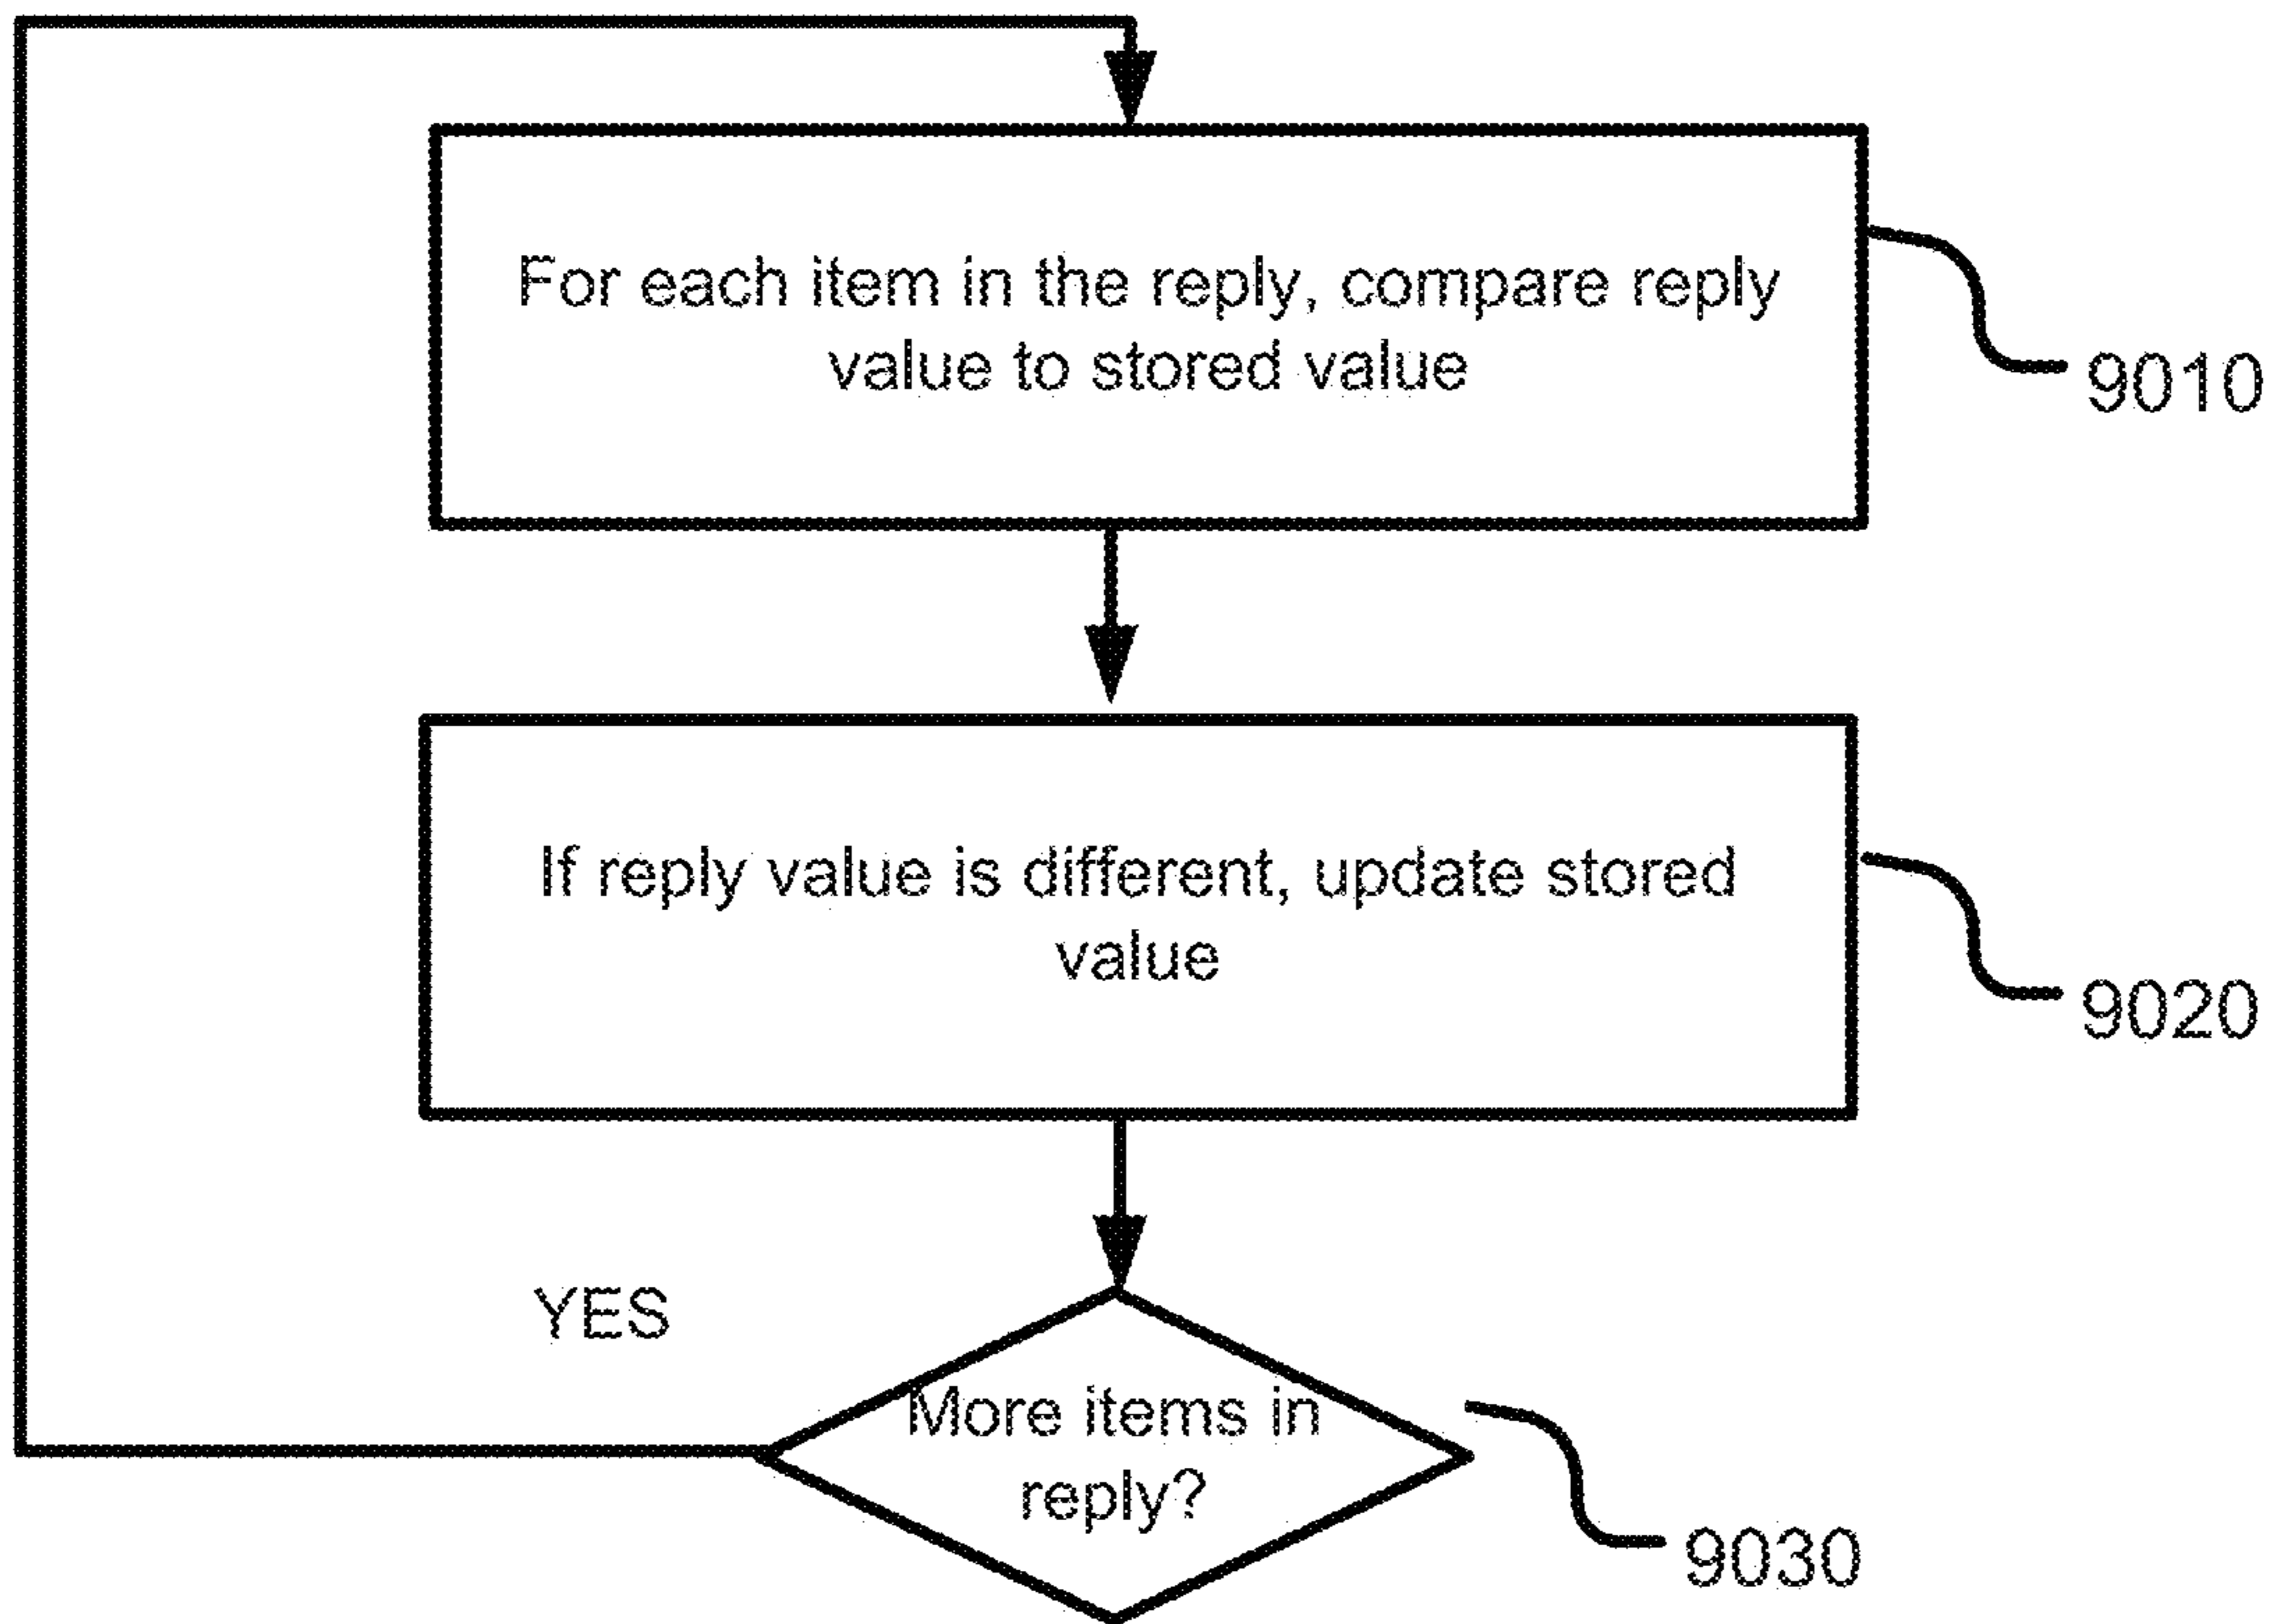 For each item in the reply, compare reply
value to stored value
9010
If reply value is different, update stored
value
9020
YES
More items in
reply?
9030